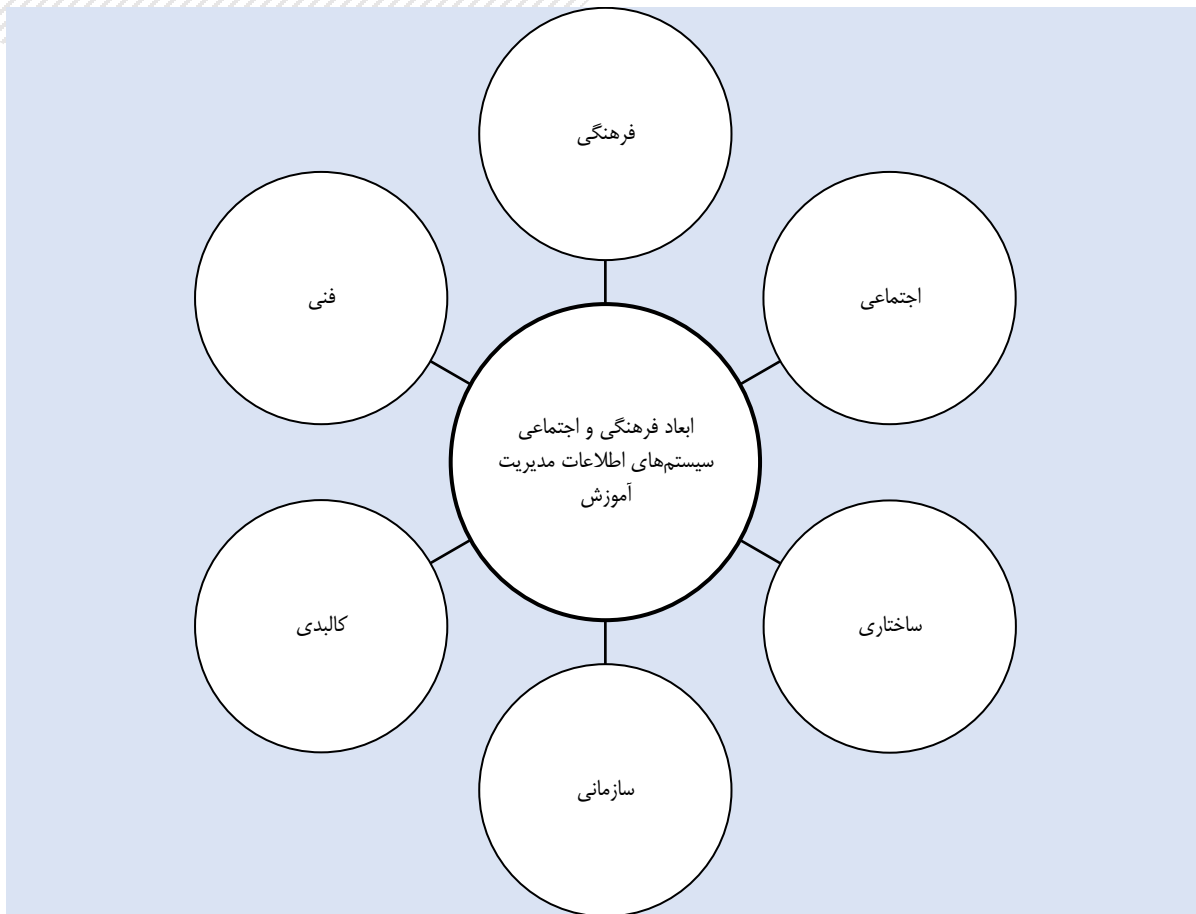 فرهنگی
اجتماعی
فنی
ابعاد فرهنگی و اجتماعی
سیستم‌های اطلاعات مدیریت
آموزش
ساختاری
کالبدی
سازمانی